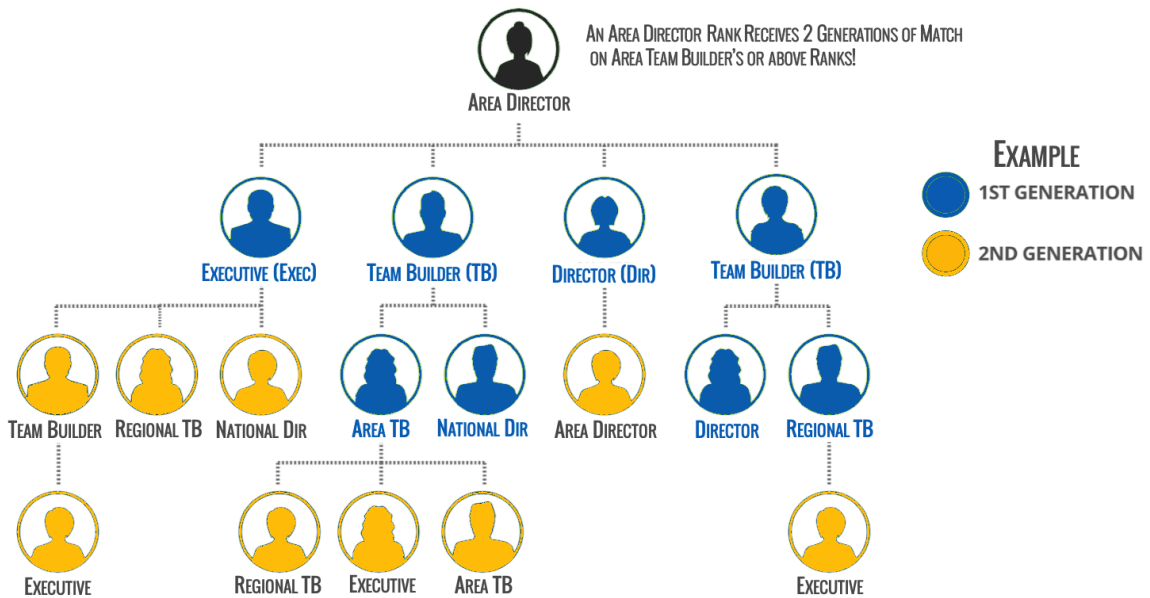 An Area Director Rank Receives 2 Generations of Match
on Area Team Builder's or above Ranks!
Area Director
Example
1ST GENERATION
2ND GENERATION
Executive (Exec)
Team Builder (TB)
Director (Dir)
Team Builder (TB)
Team Builder
Regional TB
National Dir
Area TB
National Dir
Area Director
Director
Regional TB
Executive
Regional TB
Executive
Area TB
Executive